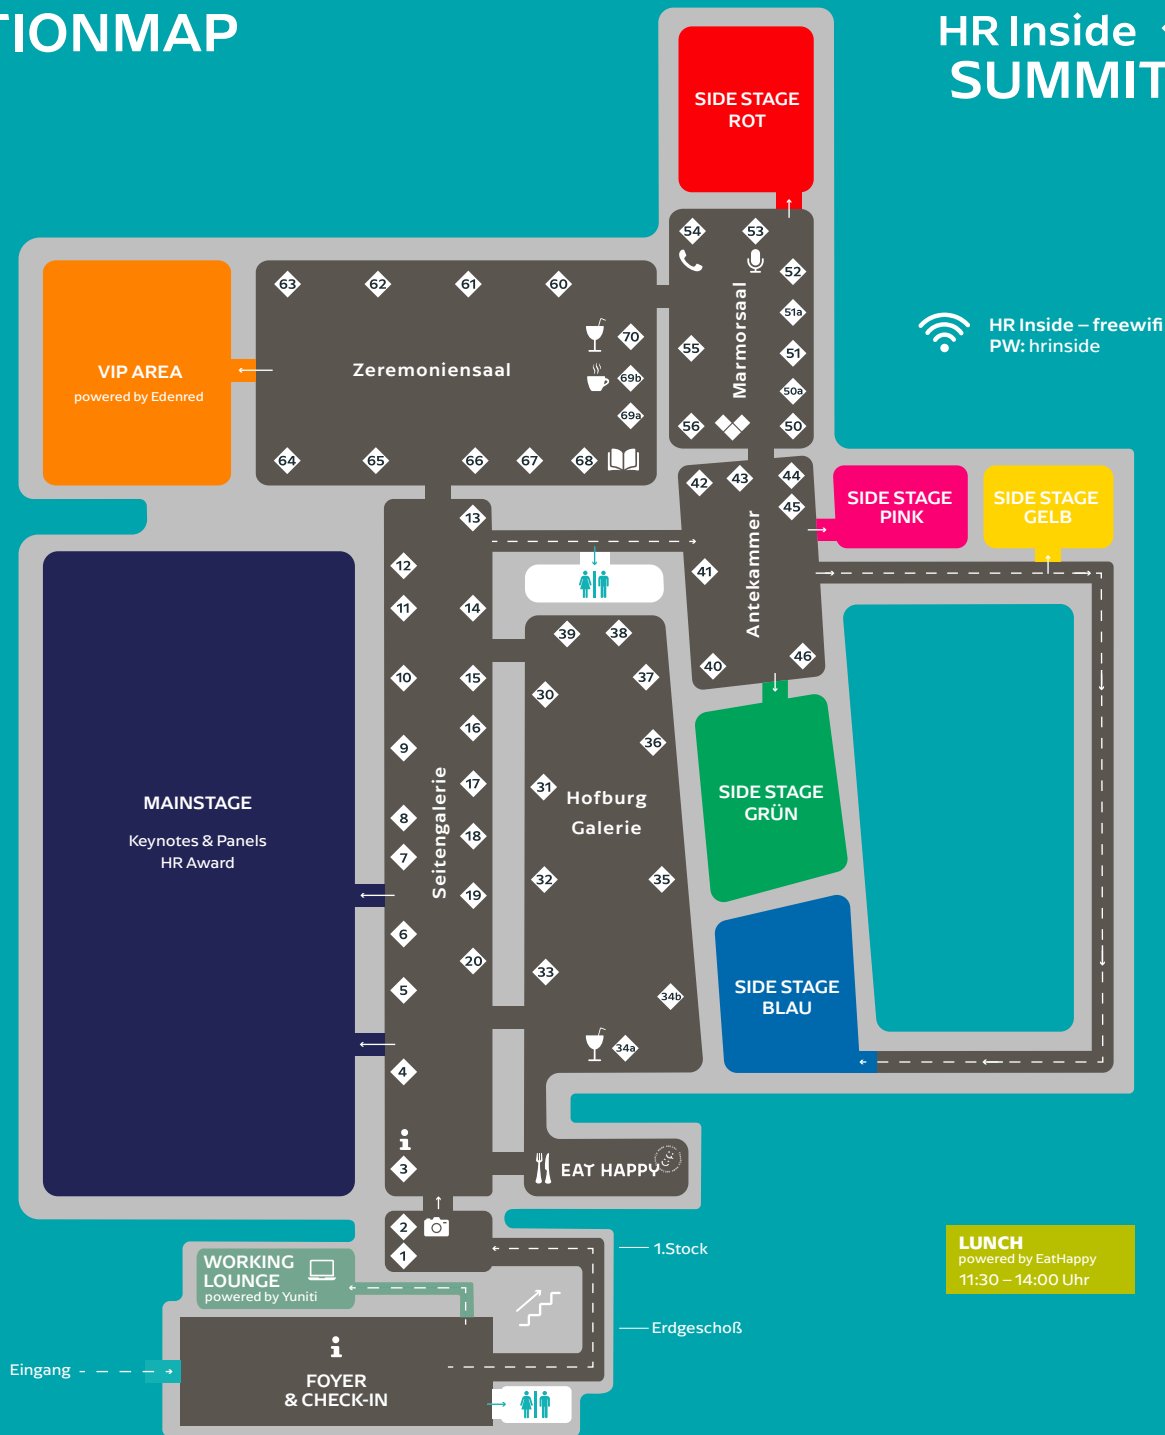 TIONMAP
HR Inside
SUMMIT
SIDE STAGE
ROT
54
53
52
51a
51
50a
50
55
56
Marmorsaal
HR Inside – freewifi
PW: hrinside
63
62
61
60
70
69b
69a
Zeremoniensaal
64
65
66
67
68
VIP AREA
powered by Edenred
42
43
44
45
41
40
46
Antekammer
SIDE STAGE
PINK
SIDE STAGE
GELB
13
12
11
14
10
15
16
9
17
8
18
7
19
6
20
5
4
3
Seitengalerie
39
38
37
30
36
31
Hofburg
Galerie
32
35
33
34b
34a
SIDE STAGE
GRÜN
SIDE STAGE
BLAU
MAINSTAGE
Keynotes & Panels
HR Award
EAT HAPPY
2
1
1.Stock
Erdgeschoß
WORKING
LOUNGE
powered by Yuniti
LUNCH
powered by EatHappy
11:30 – 14:00 Uhr
Eingang
FOYER
& CHECK-IN